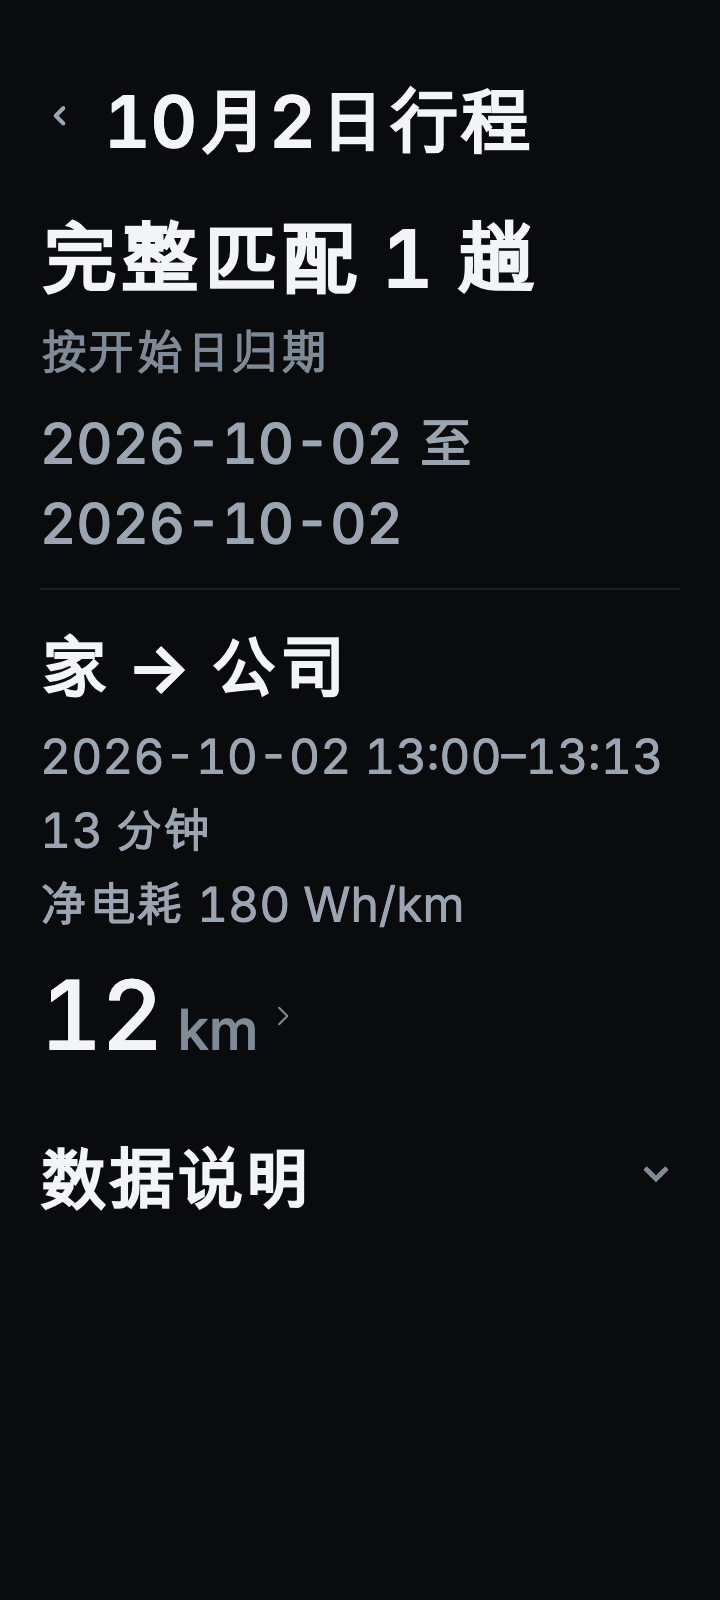 10月2日行程
完整匹配 1 趟
按开始日归期
2026-10-02 至
2026-10-02
家 → 公司
2026-10-02 13:00–13:13
13 分钟
净电耗 180 Wh/km
12 km
数据说明